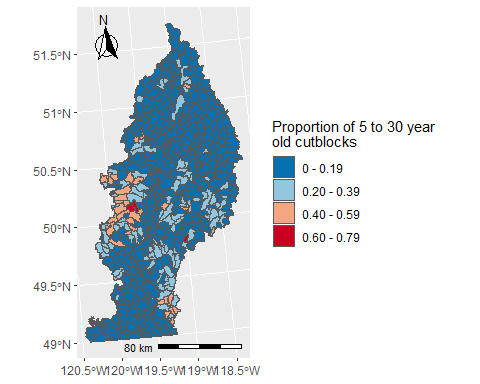 N
51.5°N
51°N
50.5°N
50°N
49.5°N
49°N
80 km
120.5°W 120°W 119.5°W 119°W 118.5°W
Proportion of 5 to 30 year
old cutblocks
0 - 0.19
0.20 - 0.39
0.40 - 0.59
0.60 - 0.79